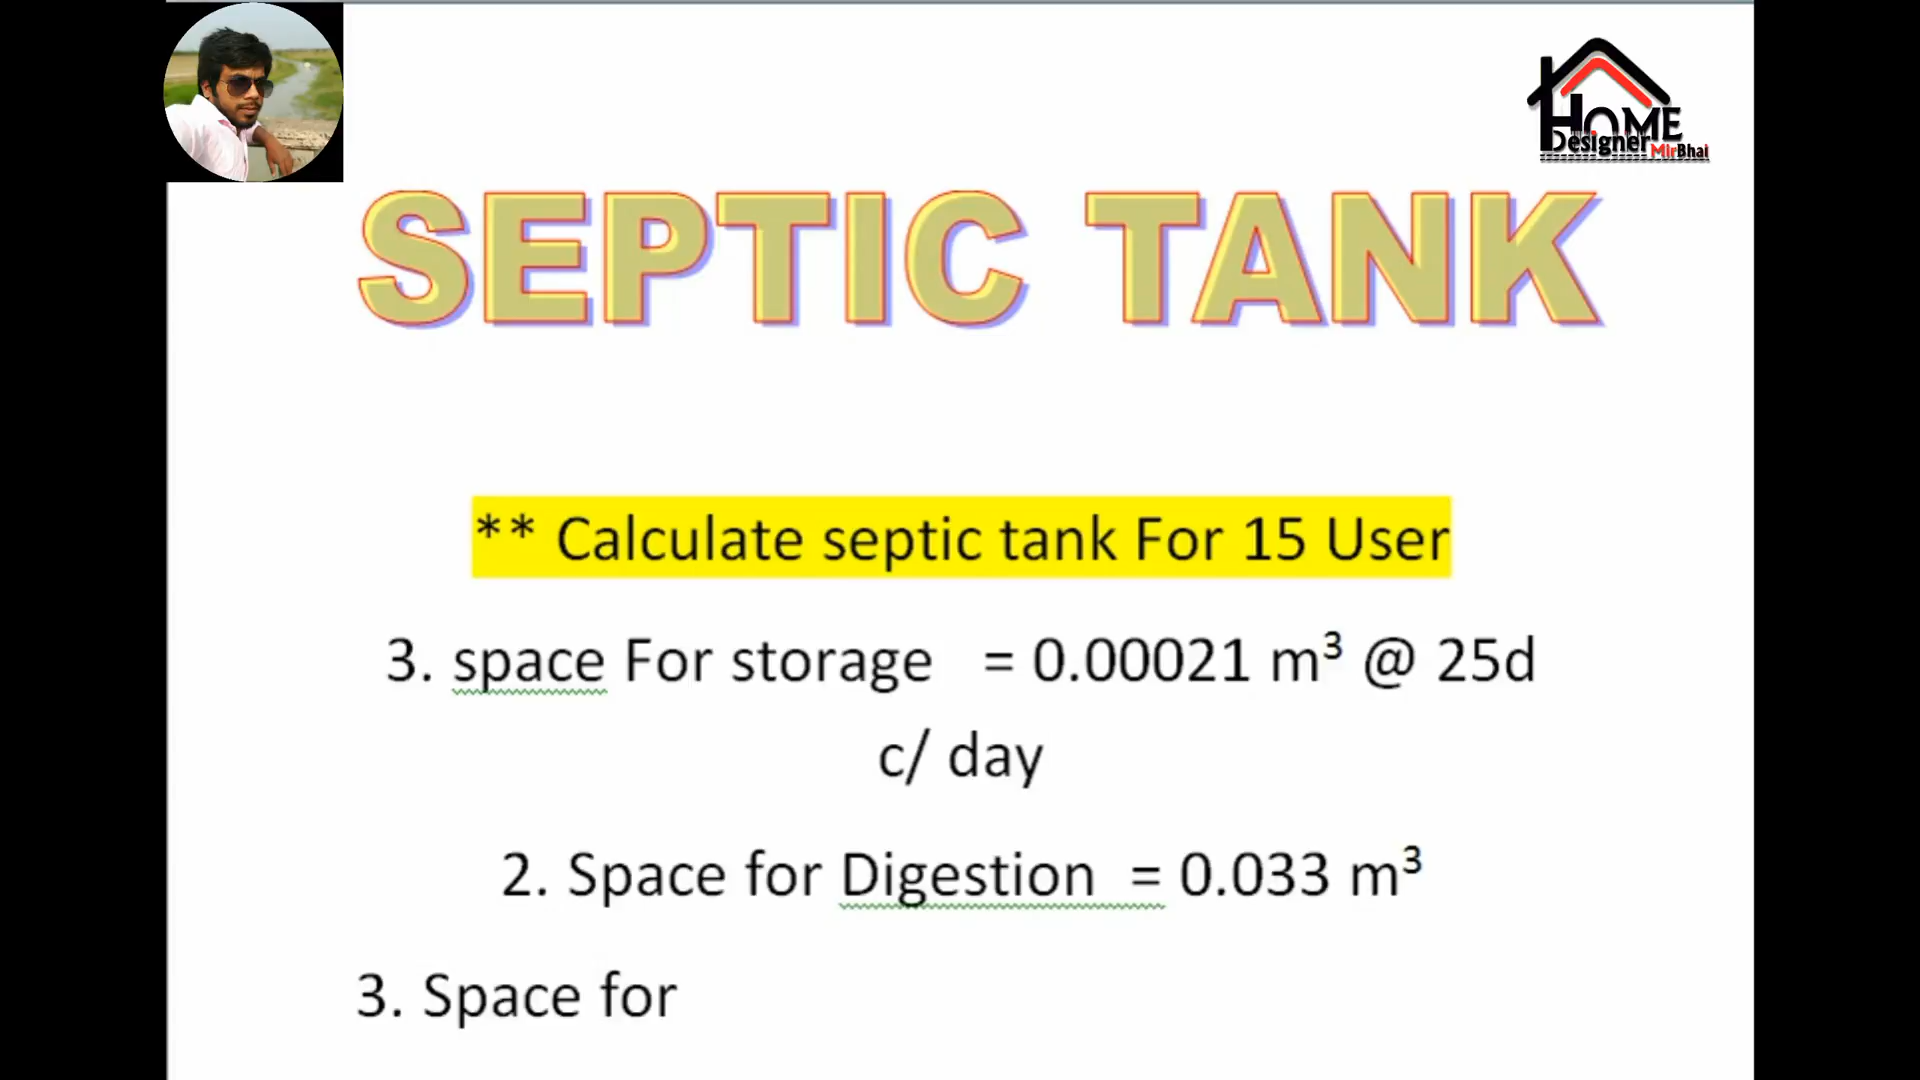 HOME
Designer MirBhai
SEPTIC TANK
** Calculate septic tank For 15 User
3. space For storage = 0.00021 m³ @ 25d
c/ day
2. Space for Digestion = 0.033 m³
3. Space for